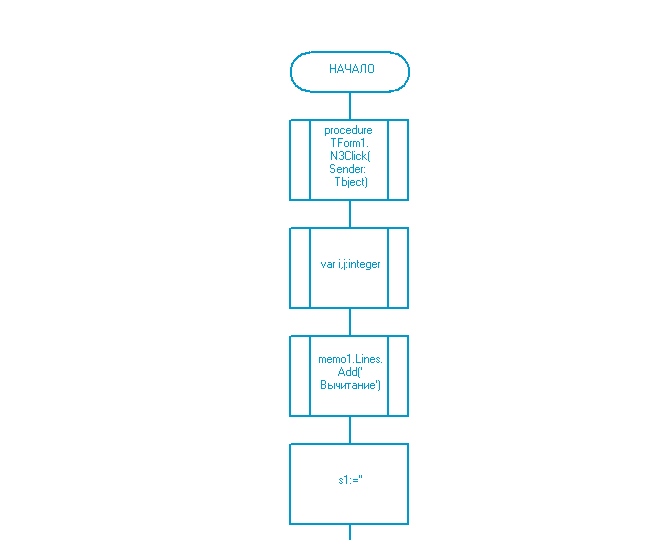 НАЧАЛО
procedure
TForm1.
N3Click(
Sender:
Tbject)
var i,j:integer
memo1.Lines.
Add('
Вычитание')
s1:=''